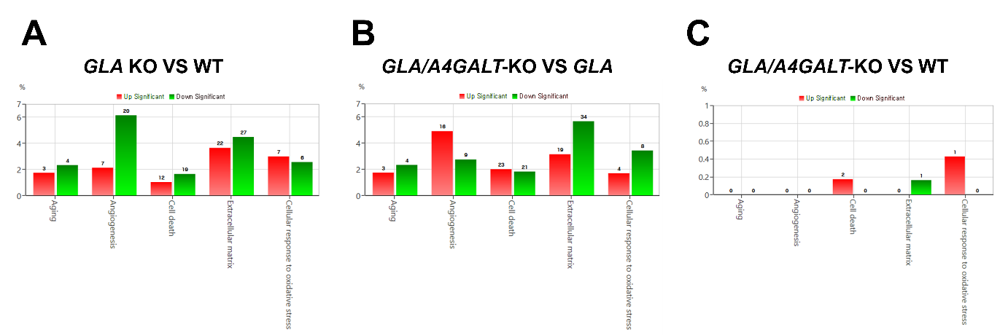 A
B
C
GLA KO VS WT
GLA/A4GALT-KO VS GLA
GLA/A4GALT-KO VS WT
%
Up Significant Down Significant
7
6
4
2
0
3 4 7 20 12 19 22 27 7 6
Aging
Angiogenesis
Cell death
Extracellular matrix
Cellular response to oxidative stress
%
Up Significant Down Significant
7
6
4
2
0
3 4 16 9 23 21 19 34 4 8
Aging
Angiogenesis
Cell death
Extracellular matrix
Cellular response to oxidative stress
%
Up Significant Down Significant
1
0.8
0.6
0.4
0.2
0
0 0 0 0 2 0 0 1 1 0
Aging
Angiogenesis
Cell death
Extracellular matrix
Cellular response to oxidative stress